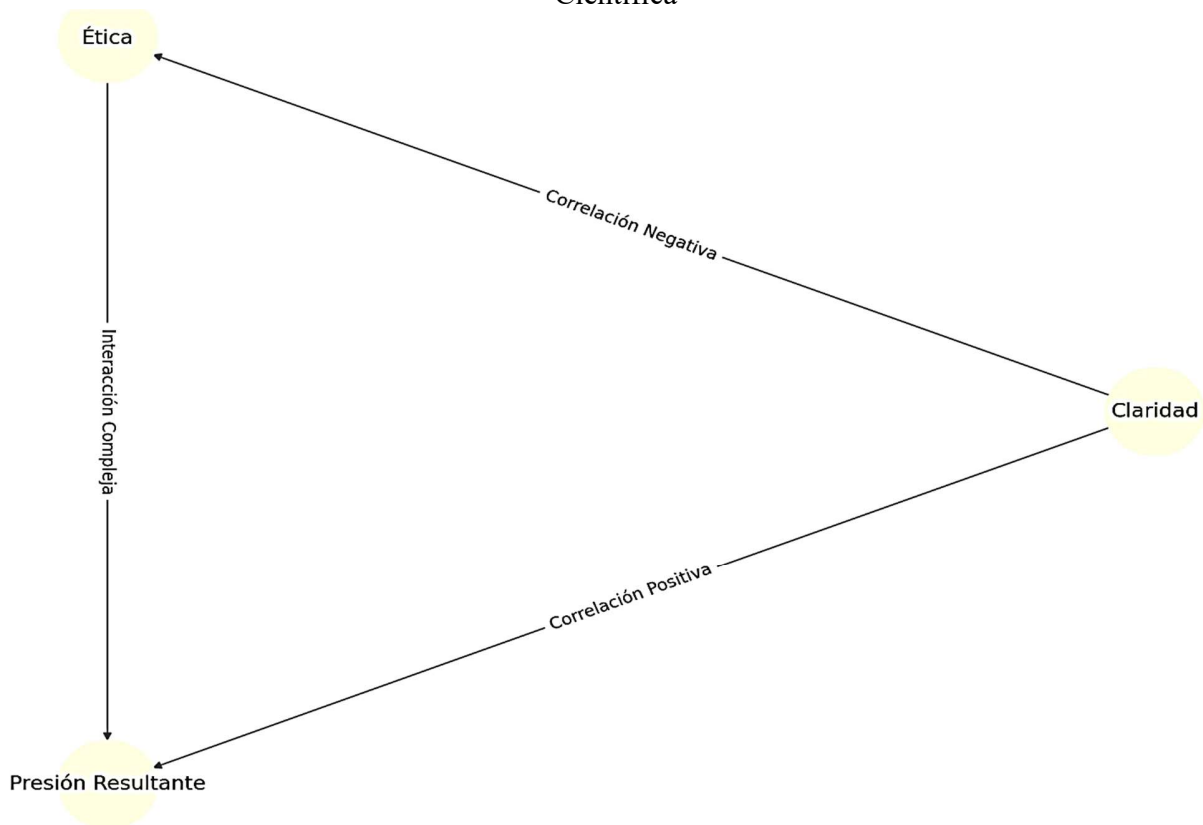 Científica
Ética
Correlación Negativa
Interacción Compleja
Claridad
Correlación Positiva
Presión Resultante